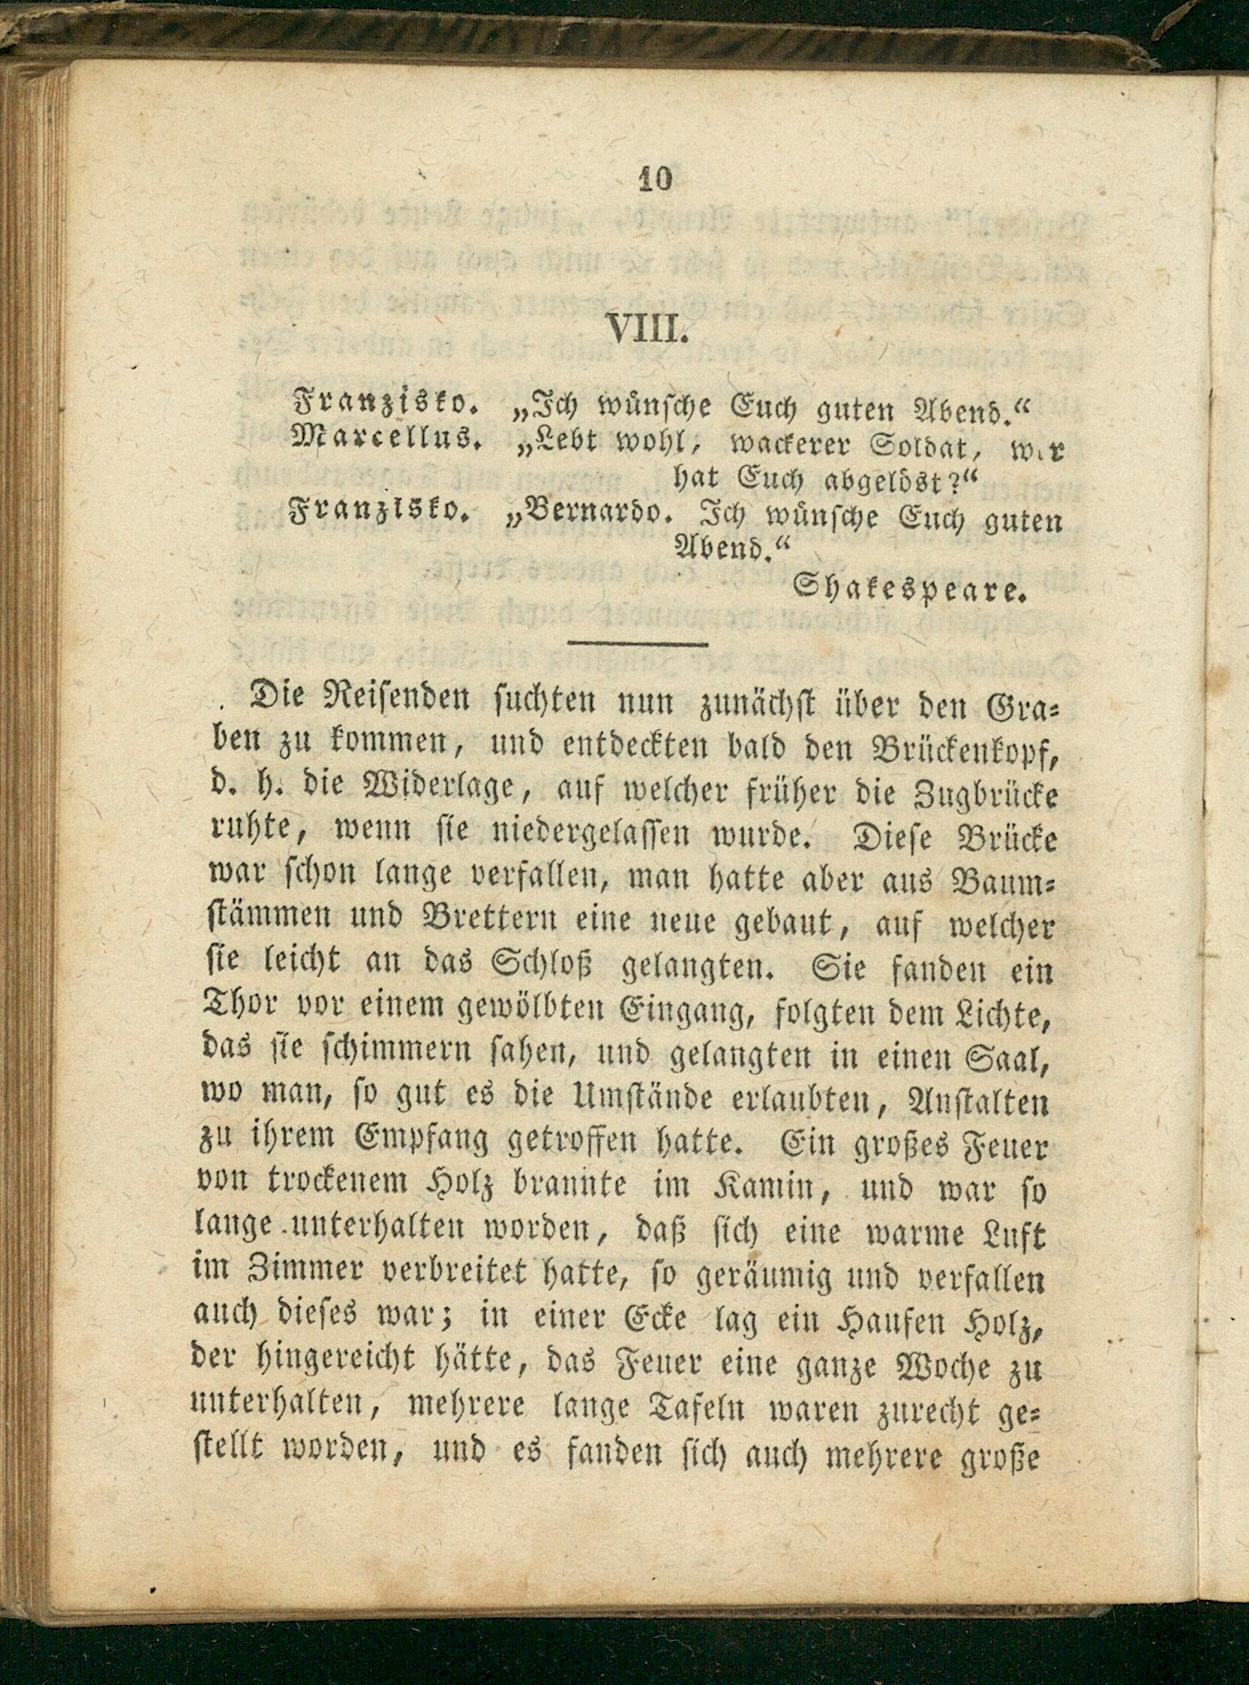 10
VIII.
Franzisko. „Ich wünsche Euch guten Abend.“
Marcellus. „Lebt wohl, wackerer Soldat, wer
hat Euch abgelöst?“
Franzisko. „Bernardo. Ich wünsche Euch guten
Abend.“
Shakespeare.
Die Reisenden suchten nun zunächst über den Gra-
ben zu kommen, und entdeckten bald den Brückenkopf,
d. h. die Widerlage, auf welcher früher die Zugbrücke
ruhte, wenn sie niedergelassen wurde. Diese Brücke
war schon lange verfallen, man hatte aber aus Baum-
stämmen und Brettern eine neue gebaut, auf welcher
sie leicht an das Schloß gelangten. Sie fanden ein
Thor vor einem gewölbten Eingang, folgten dem Lichte,
das sie schimmern sahen, und gelangten in einen Saal,
wo man, so gut es die Umstände erlaubten, Anstalten
zu ihrem Empfang getroffen hatte. Ein großes Feuer
von trockenem Holz brannte im Kamin, und war so
lange unterhalten worden, daß sich eine warme Luft
im Zimmer verbreitet hatte, so geräumig und verfallen
auch dieses war; in einer Ecke lag ein Haufen Holz,
der hingereicht hätte, das Feuer eine ganze Woche zu
unterhalten, mehrere lange Tafeln waren zurecht ge-
stellt worden, und es fanden sich auch mehrere große